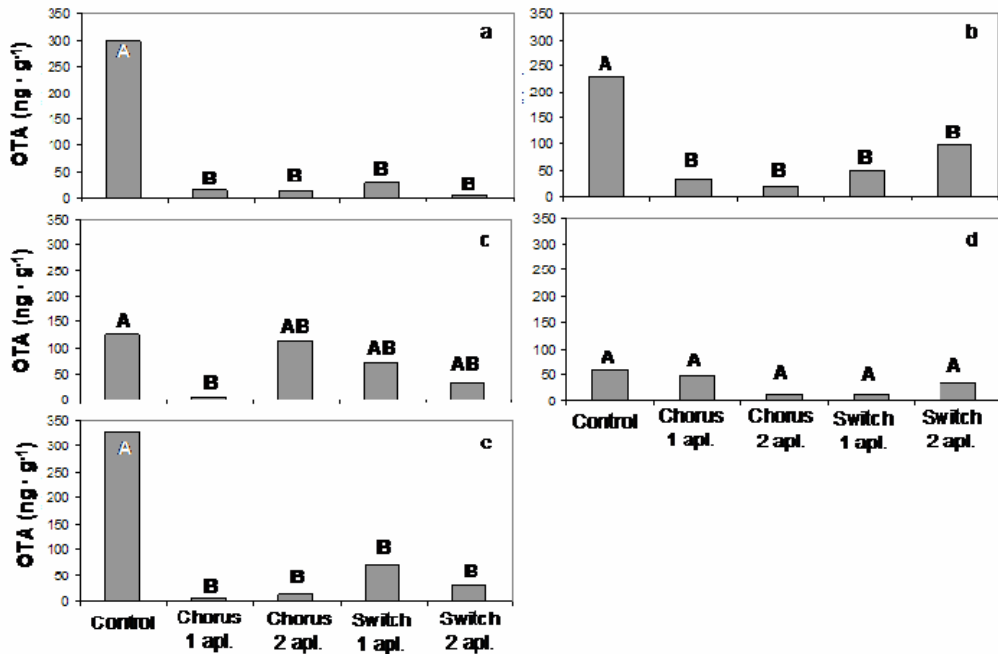 a
OTA (ng · g-1)
350
300
250
200
150
100
50
0
A
B
B
B
B
b
350
300
250
200
150
100
50
0
A
B
B
B
B
c
OTA (ng · g-1)
350
300
250
200
150
100
50
0
A
B
AB
AB
AB
d
350
300
250
200
150
100
50
0
A
A
A
A
A
Control
Chorus
1 apl.
Chorus
2 apl.
Switch
1 apl.
Switch
2 apl.
e
OTA (ng · g-1)
350
300
250
200
150
100
50
0
A
B
B
B
B
Control
Chorus
1 apl.
Chorus
2 apl.
Switch
1 apl.
Switch
2 apl.